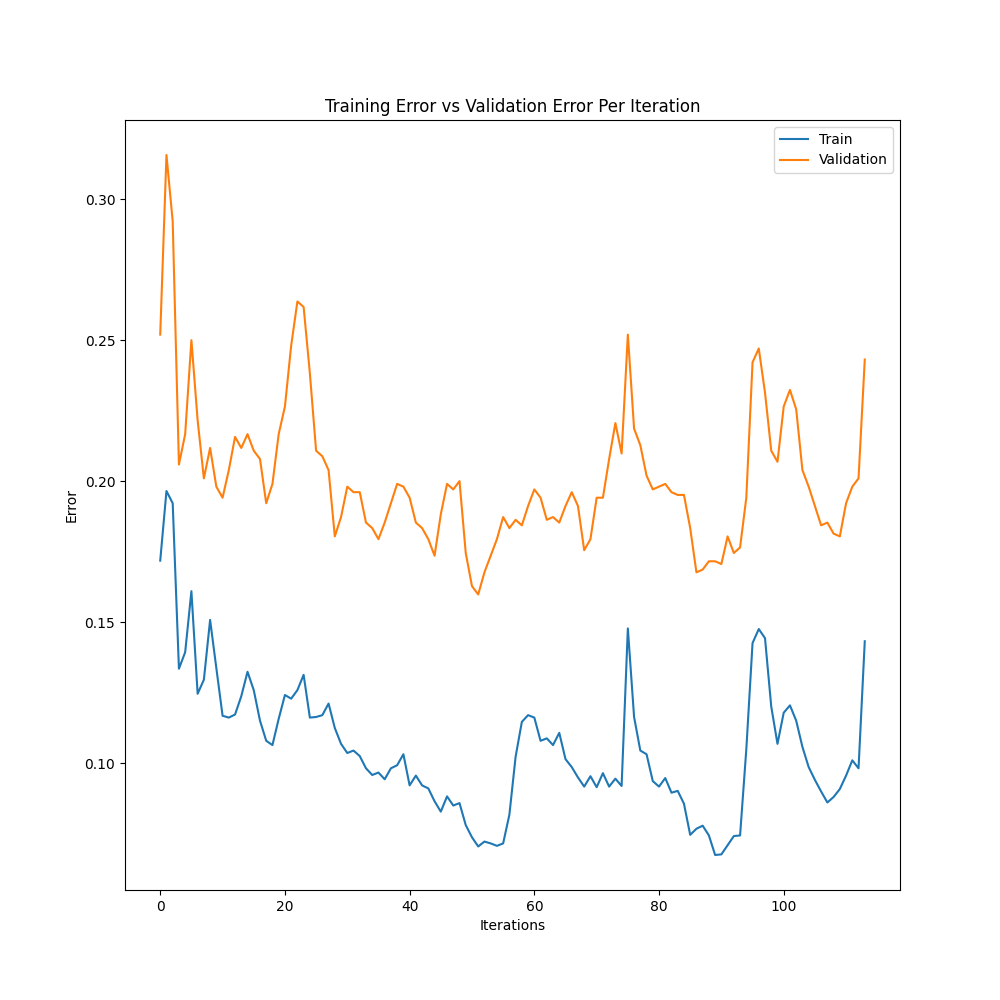 Training Error vs Validation Error Per Iteration
Train
Validation
0.30
0.25
0.20
0.15
0.10
Error
0
20
40
60
80
100
Iterations